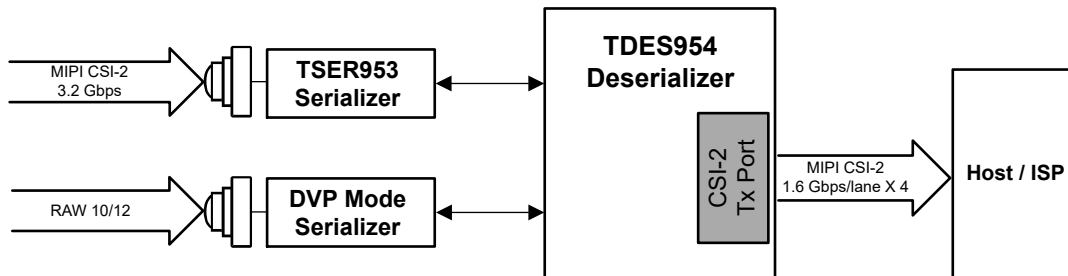 MIPI CSI-2
3.2 Gbps
TSER953
Serializer
RAW 10/12
DVP Mode
Serializer
TDES954
Deserializer
CSI-2
Tx Port
MIPI CSI-2
1.6 Gbps/lane X 4
Host / ISP